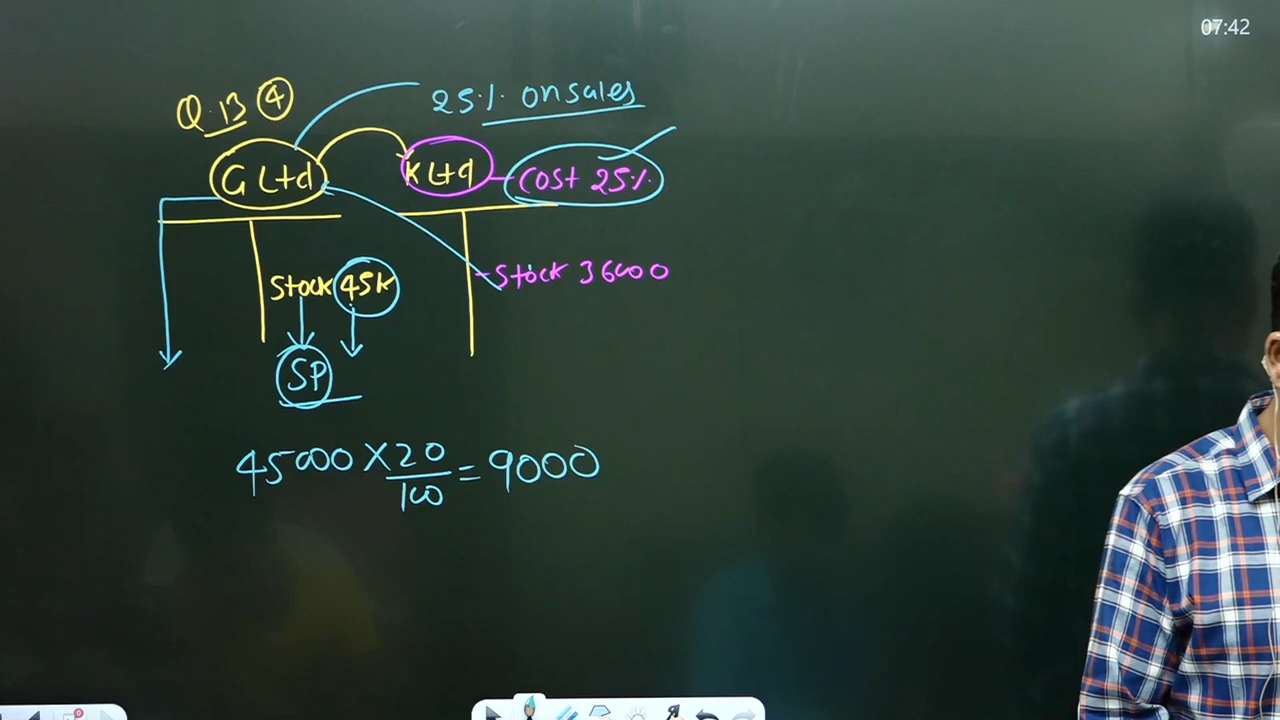 07:42
Q.13 (4)
25% on sales
G Ltd
K Ltd - Cost 25%
Stock 45K
Stock 36000
SP
45000 × 20/100 = 9000